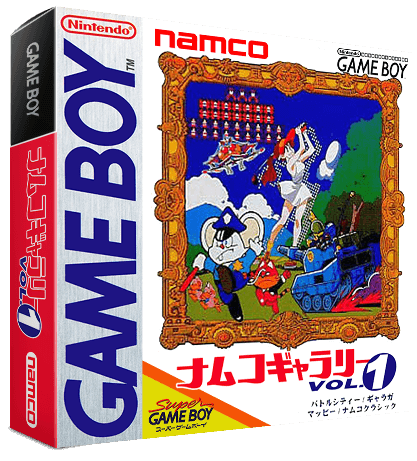 GAME BOY
ナムコギャラリー
VOL.1
namco
Nintendo
GAME BOY™
namco
Nintendo
GAME BOY
ナムコギャラリー
VOL.1
バトルシティー/ギャラガ
マッピー/ナムコクラシック
Super
GAME BOY
スーパーゲームボーイ